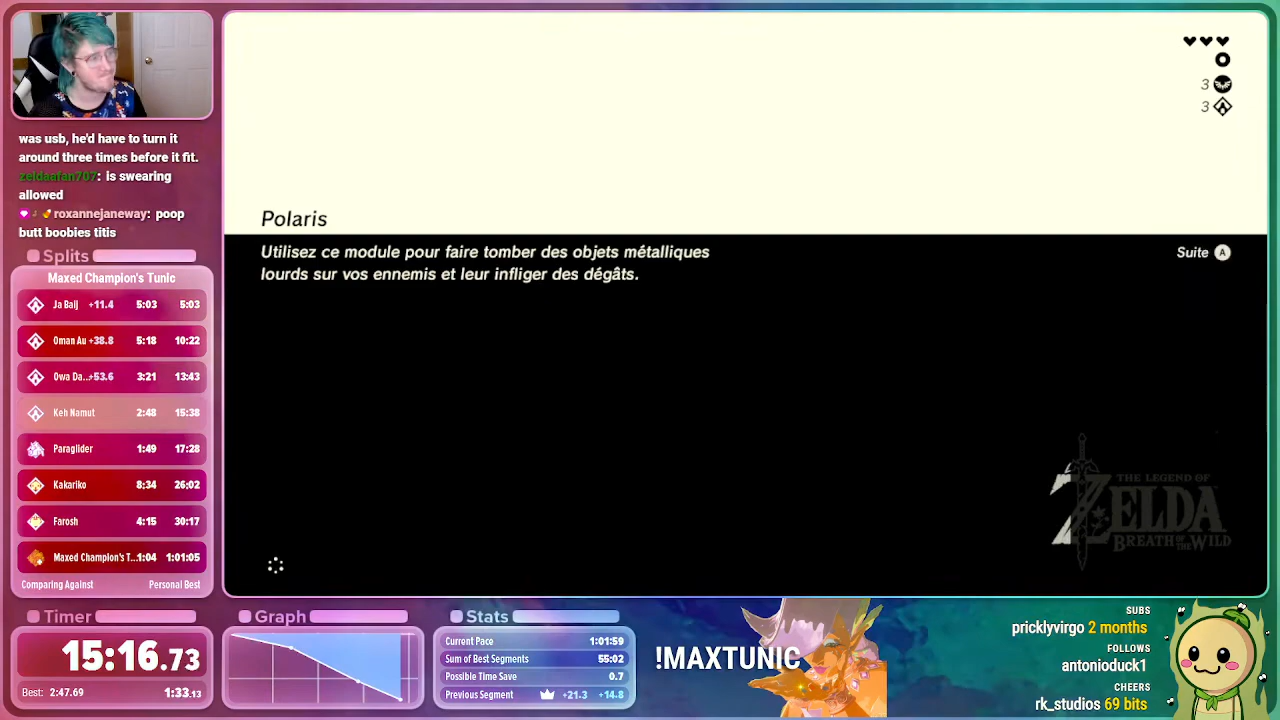 was usb, he'd have to turn it
around three times before it fit.
zeldaafan707: is swearing
allowed
roxannejaneway: poop
butt boobies titis
Splits
Maxed Champion's Tunic
Ja Baij +11.4 5:03 5:03
Oman Au +38.8 5:18 10:22
Owa Da...+53.6 3:21 13:43
Keh Namut 2:48 15:38
Paraglider 1:49 17:28
Kakariko 8:34 26:02
Farosh 4:15 30:17
Maxed Champion's T...1:04 1:01:05
Comparing Against Personal Best
3
3
Polaris
Utilisez ce module pour faire tomber des objets métalliques
lourds sur vos ennemis et leur infliger des dégâts.
Suite A
THE LEGEND OF
ZELDA
BREATH OF THE WILD
Timer
15:16.73
Best: 2:47.69 1:33.13
Graph
Stats
Current Pace 1:01:59
Sum of Best Segments 55:02
Possible Time Save 0.7
Previous Segment +21.3 +14.8
!MAXTUNIC
SUBS
pricklyvirgo 2 months
FOLLOWS
antonioduck1
CHEERS
rk_studios 69 bits